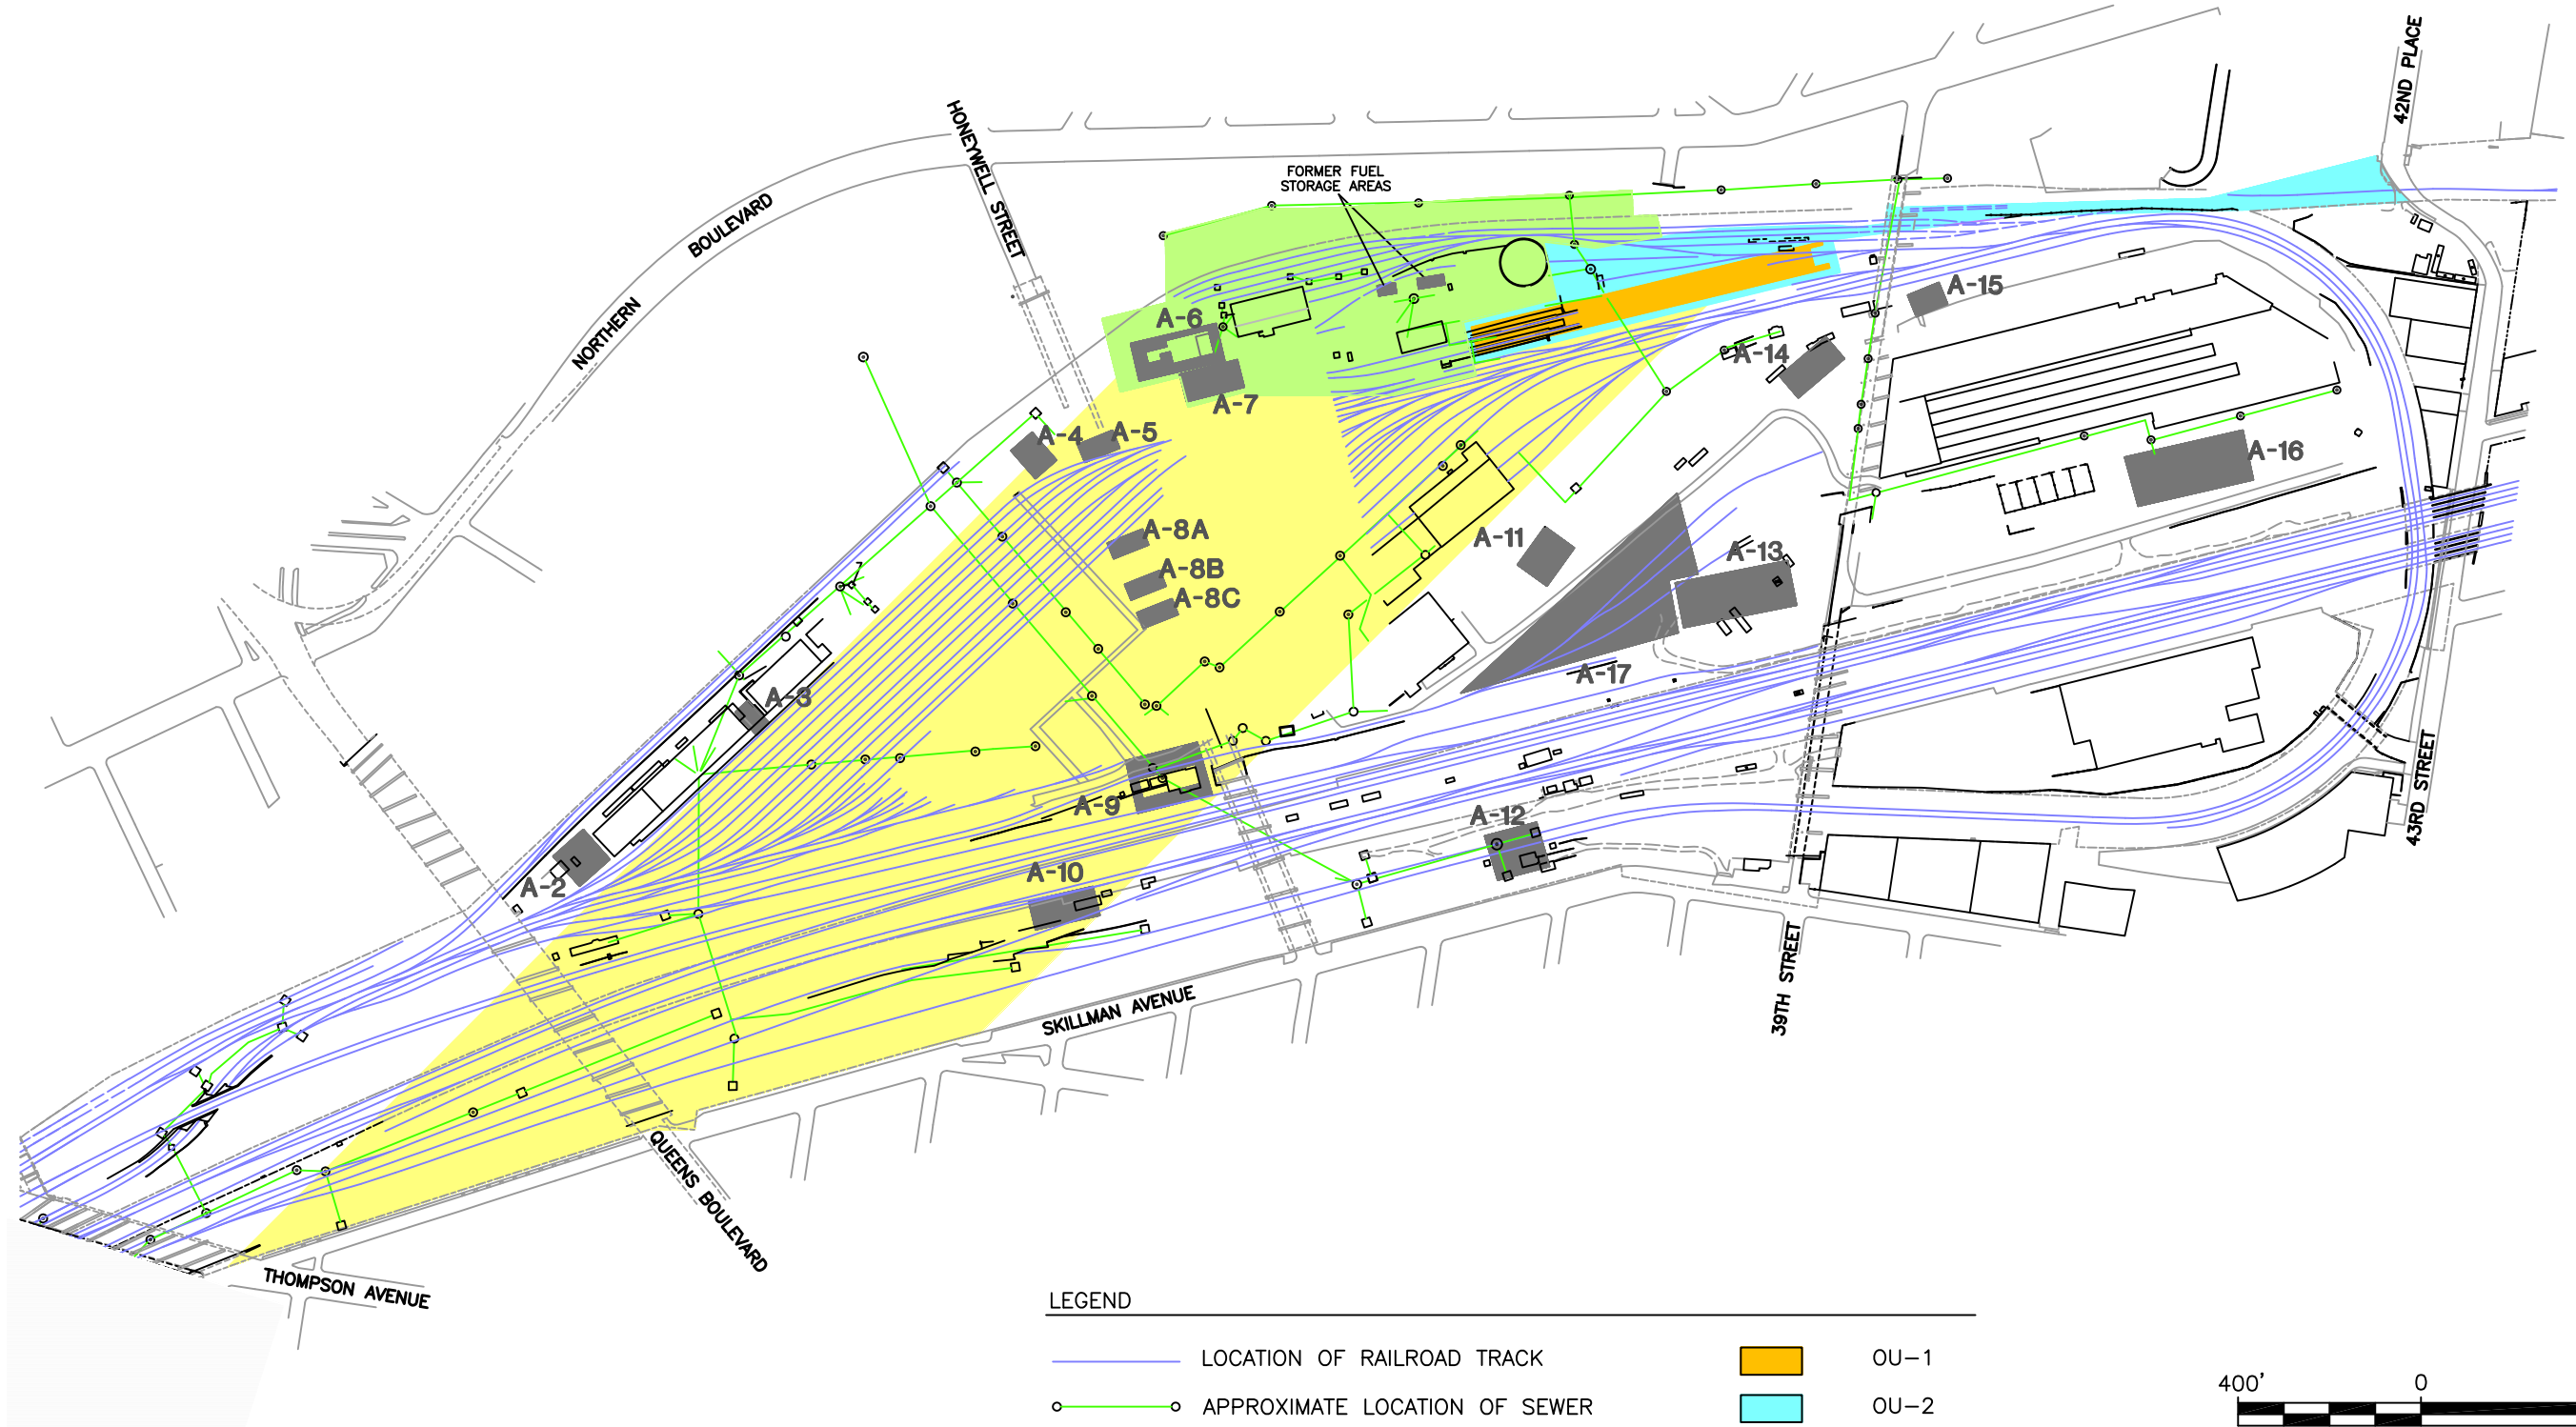 42ND PLACE
HONEYWELL STREET
FORMER FUEL
STORAGE AREAS
NORTHERN BOULEVARD
A-15
A-6
A-14
A-7
A-4
A-5
A-16
A-8A
A-11
A-13
A-8B
A-8C
A-17
A-3
A-9
A-12
43RD STREET
A-10
A-2
39TH STREET
SKILLMAN AVENUE
QUEENS BOULEVARD
THOMPSON AVENUE
LEGEND
LOCATION OF RAILROAD TRACK
OU-1
APPROXIMATE LOCATION OF SEWER
OU-2
400' 0